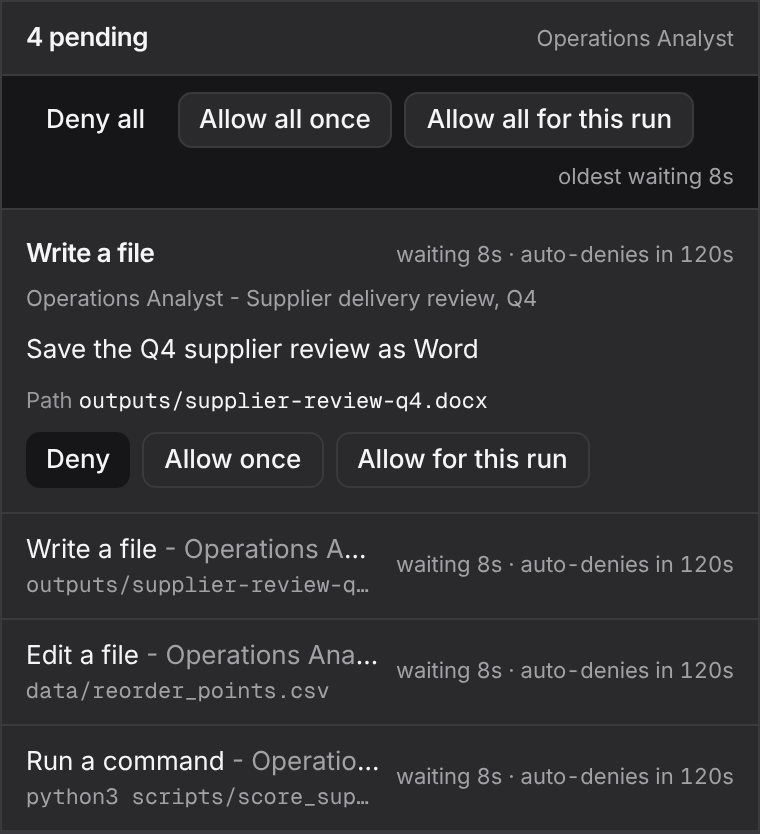 4 pending
Operations Analyst
Deny all
Allow all once
Allow all for this run
oldest waiting 8s
Write a file
waiting 8s · auto-denies in 120s
Operations Analyst - Supplier delivery review, Q4
Save the Q4 supplier review as Word
Path outputs/supplier-review-q4.docx
Deny
Allow once
Allow for this run
Write a file - Operations A...
waiting 8s · auto-denies in 120s
outputs/supplier-review-q…
Edit a file - Operations Ana...
waiting 8s · auto-denies in 120s
data/reorder_points.csv
Run a command - Operatio...
waiting 8s · auto-denies in 120s
python3 scripts/score_sup…